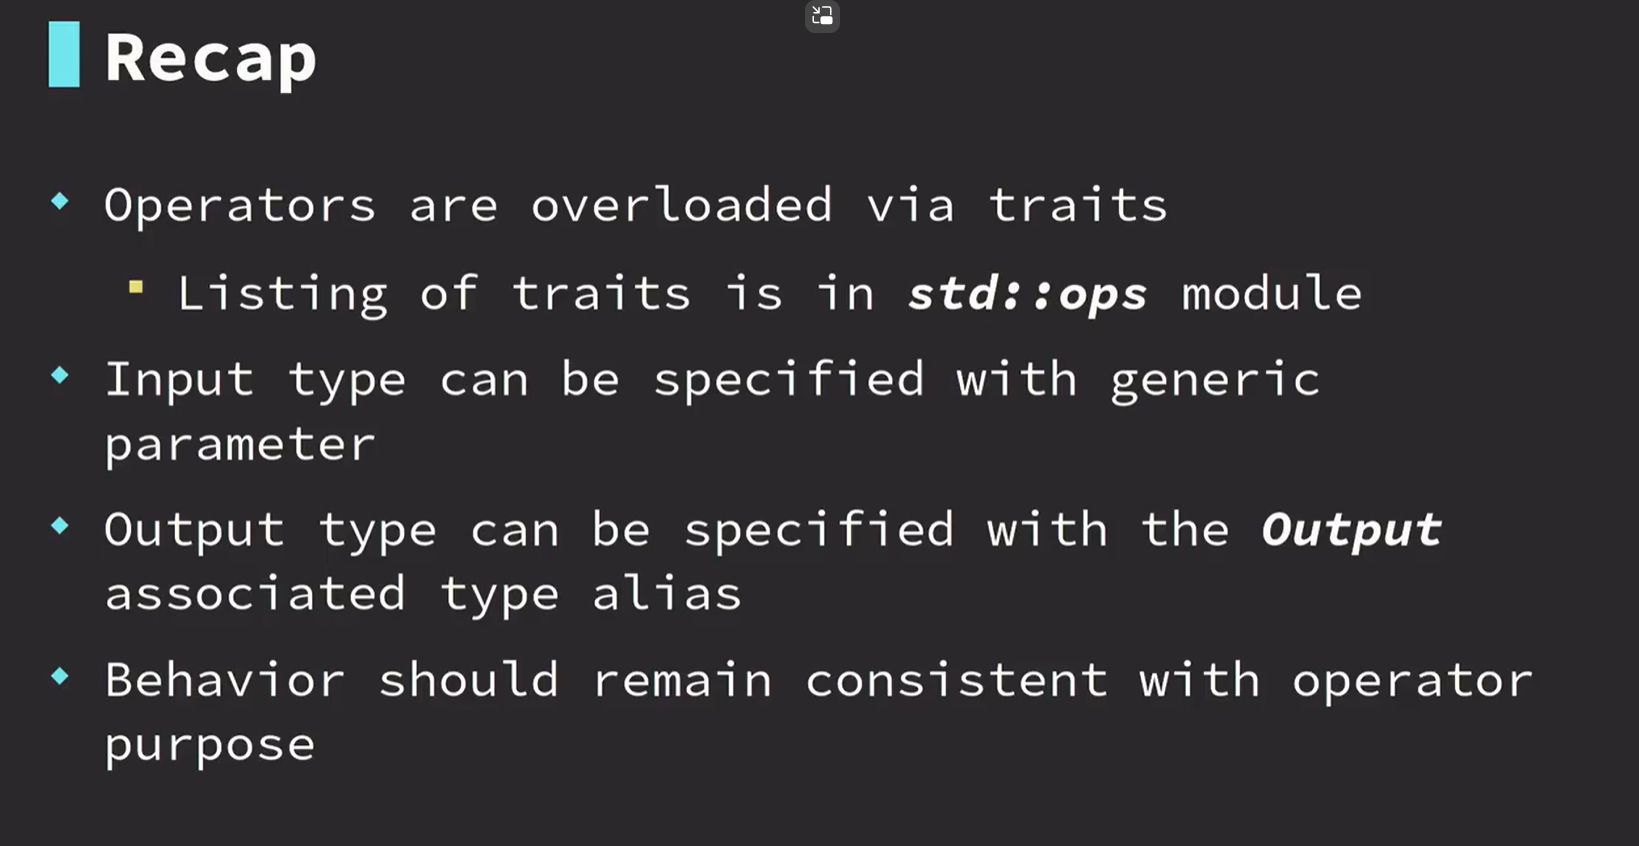 Recap
Operators are overloaded via traits
Listing of traits is in std::ops module
Input type can be specified with generic
parameter
Output type can be specified with the Output
associated type alias
Behavior should remain consistent with operator
purpose